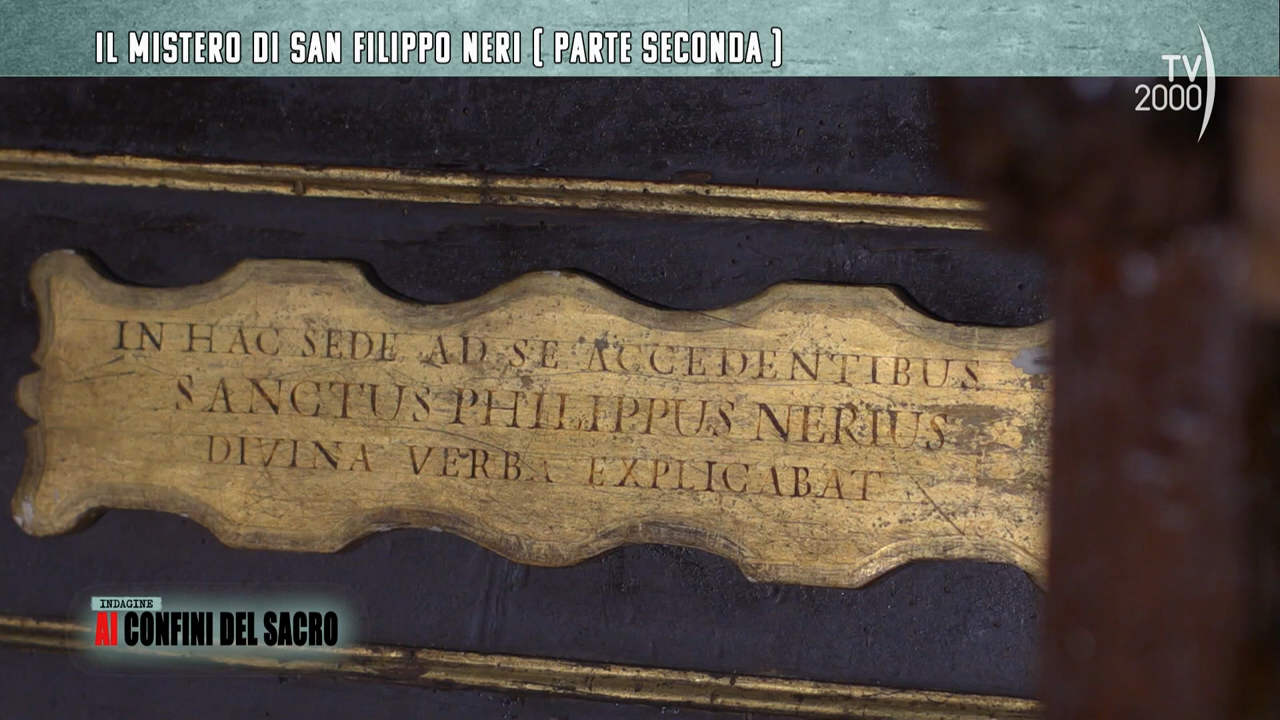 IL MISTERO DI SAN FILIPPO NERI ( PARTE SECONDA )
TV
2000
IN HAC SEDE AD SE ACCEDENTIBUS
SANCTUS PHILIPPUS NERIUS
DIVINA VERBA EXPLICABAT
INDAGINE
AI CONFINI DEL SACRO